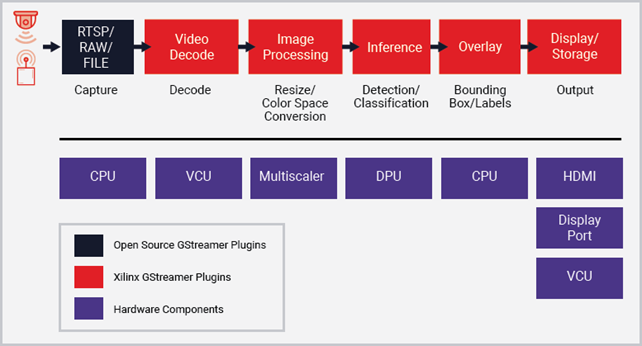 RTSP/
RAW/
FILE
Video
Decode
Image
Processing
Inference
Overlay
Display/
Storage
Capture
Decode
Resize/
Color Space
Conversion
Detection/
Classification
Bounding
Box/Labels
Output
CPU
VCU
Multiscaler
DPU
CPU
HDMI
Display
Port
VCU
Open Source GStreamer Plugins
Xilinx GStreamer Plugins
Hardware Components